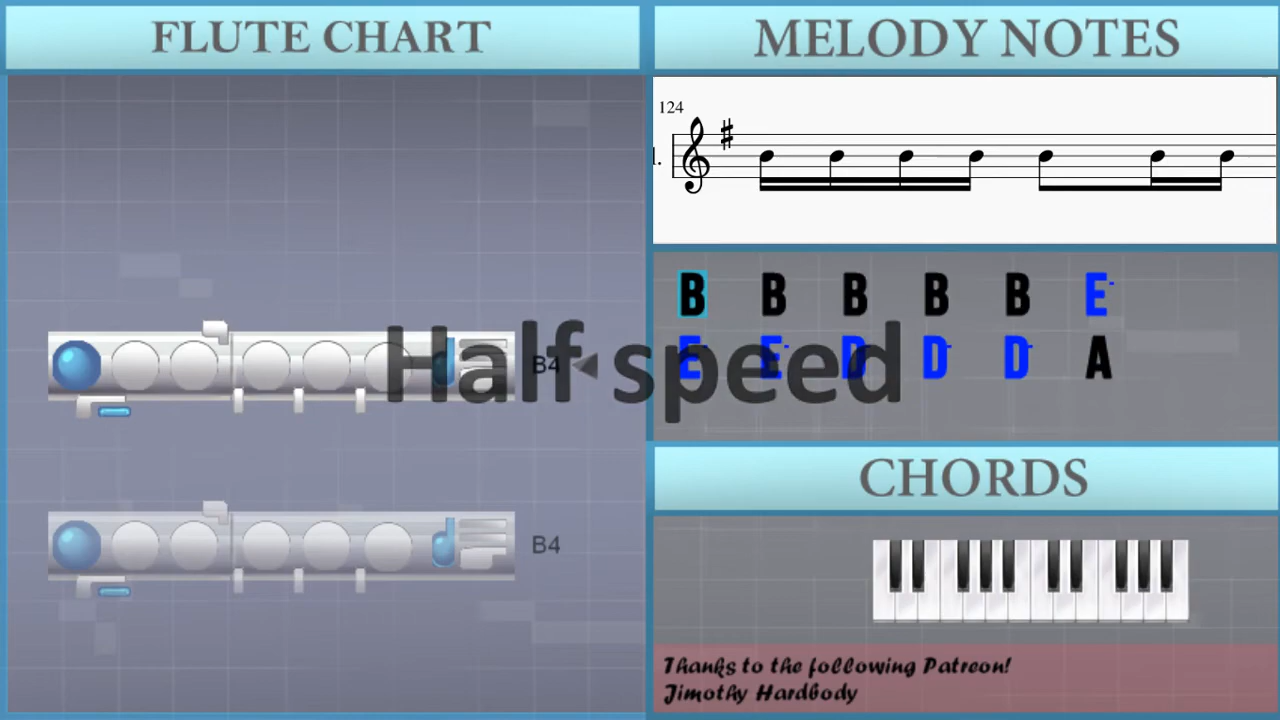 FLUTE CHART
MELODY NOTES
124
l.
B B B B B E-
E- E- D- D- D- A
Half speed
B4
B4
CHORDS
Thanks to the following Patreon!
Jimothy Hardbody